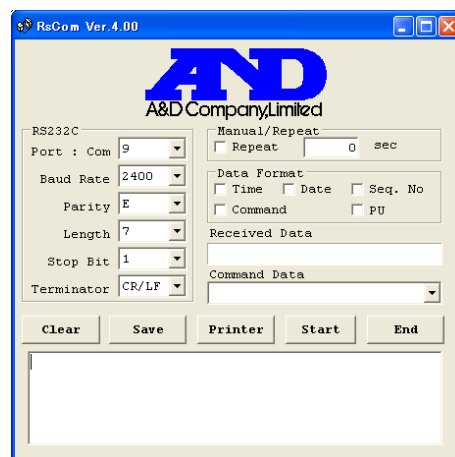 RsCom Ver.4.00
AND
A&D Company,Limited
RS232C
Port : Com 9
Baud Rate 2400
Parity E
Length 7
Stop Bit 1
Terminator CR/LF
Manual/Repeat
Repeat 0 sec
Data Format
Time Date Seq. No
Command PU
Received Data
Command Data
Clear Save Printer Start End